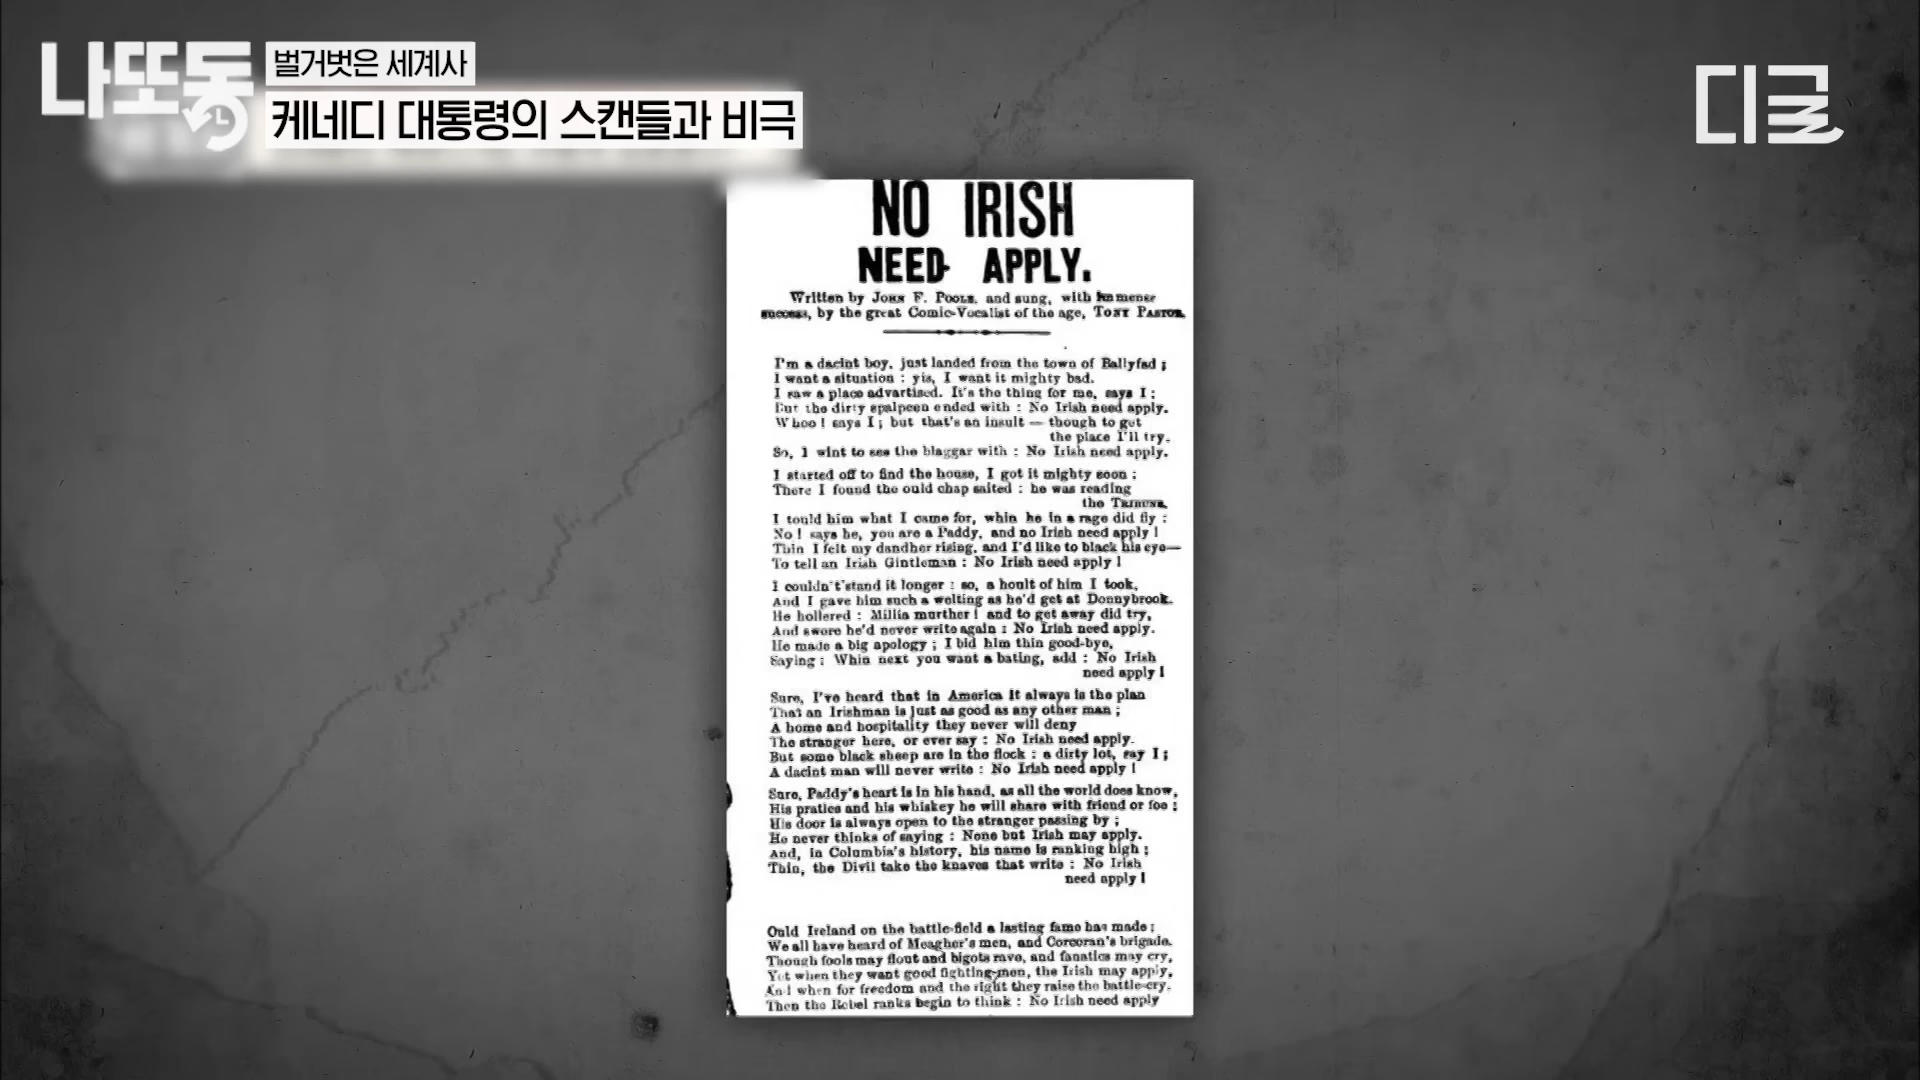 나또동
벌거벗은 세계사
케네디 대통령의 스캔들과 비극
디글
NO IRISH
NEED APPLY.
Written by JOHN F. POOLE, and sung, with immense
success, by the great Comic-Vocalist of the age, TONY PASTOR.
I'm a dacint boy, just landed from the town of Ballyfad;
I want a situation: yis, I want it mighty bad.
I saw a place advartised. It's the thing for me, says I;
But the dirty spalpeen ended with: No Irish need apply.
Whoo! says I; but that's an insult — though to get
the place I'll try.
So, I wint to see the blaggar with: No Irish need apply.
I started off to find the house, I got it mighty soon;
There I found the ould chap saited: he was reading
the TRIBUNE.
I tould him what I came for, whin he in a rage did fly:
No! says he, you are a Paddy, and no Irish need apply!
Thin I felt my dandher rising, and I'd like to black his eye—
To tell an Irish Gintleman: No Irish need apply!
I couldn't stand it longer: so, a hoult of him I took,
And I gave him such a welting as he'd get at Donnybrook.
He hollered: Millia murther! and to get away did try,
And swore he'd never write again: No Irish need apply.
He made a big apology; I bid him thin good-bye,
Saying: Whin next you want a bating, add: No Irish
need apply!
Sure, I've heard that in America it always is the plan
That an Irishman is just as good as any other man;
A home and hospitality they never will deny
The stranger here, or ever say: No Irish need apply.
But some black sheep are in the flock: a dirty lot, say I;
A dacint man will never write: No Irish need apply!
Sure, Paddy's heart is in his hand, as all the world does know,
His praties and his whiskey he will share with friend or foe;
His door is always open to the stranger passing by;
He never thinks of saying: None but Irish may apply.
And, in Columbia's history, his name is ranking high;
Thin, the Divil take the knaves that write: No Irish
need apply!
Ould Ireland on the battle-field a lasting fame has made;
We all have heard of Meagher's men, and Corcoran's brigade.
Though fools may flout and bigots rave, and fanatics may cry,
Yet when they want good fighting-men, the Irish may apply,
And when for freedom and the right they raise the battle-cry,
Then the Rebel ranks begin to think: No Irish need apply